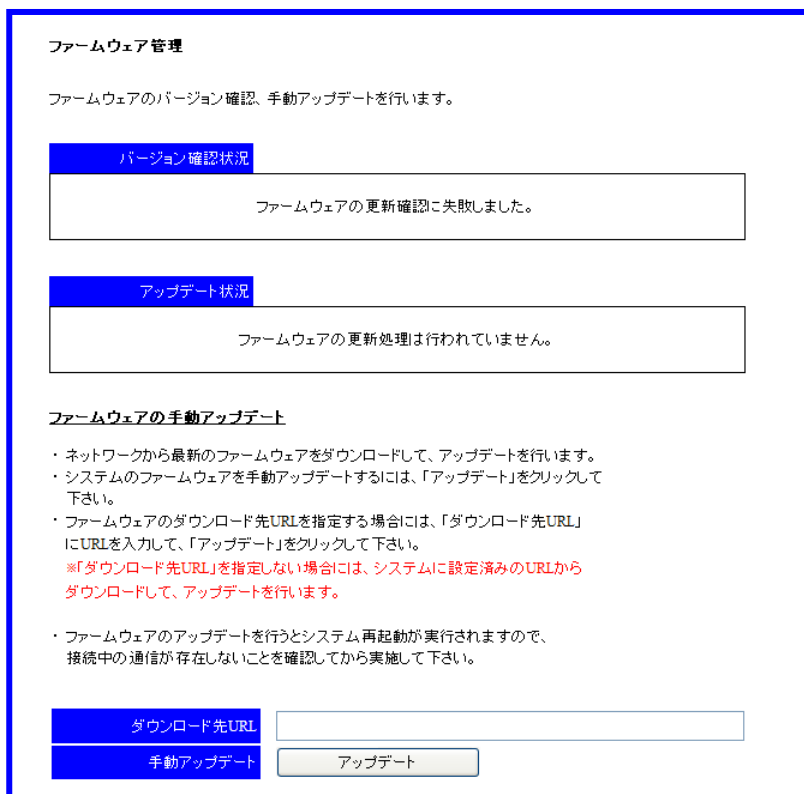 ファームウェア管理
ファームウェアのバージョン確認、手動アップデートを行います。
バージョン確認状況
ファームウェアの更新確認に失敗しました。
アップデート状況
ファームウェアの更新処理は行われていません。
ファームウェアの手動アップデート
・ネットワークから最新のファームウェアをダウンロードして、アップデートを行います。
・システムのファームウェアを手動アップデートするには、「アップデート」をクリックして
下さい。
・ファームウェアのダウンロード先URLを指定する場合には、「ダウンロード先URL」
にURLを入力して、「アップデート」をクリックして下さい。
※「ダウンロード先URL」を指定しない場合には、システムに設定済みのURLから
ダウンロードして、アップデートを行います。
・ファームウェアのアップデートを行うとシステム再起動が実行されますので、
接続中の通信が存在しないことを確認してから実施して下さい。
ダウンロード先URL
手動アップデート アップデート